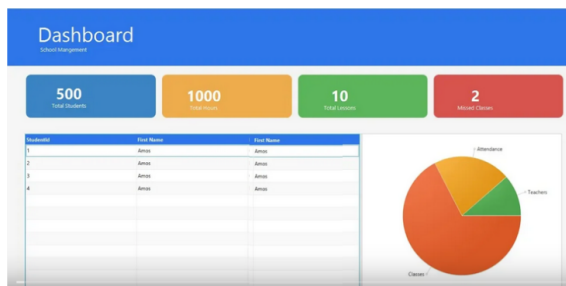 Dashboard
School Mangement
500
Total Students
1000
Total Hours
10
Total Lessons
2
Missed Classes
StudentId First Name First Name
1 Amos Amos
2 Amos Amos
3 Amos Amos
4 Amos Amos
Attendance
Teachers
Classes